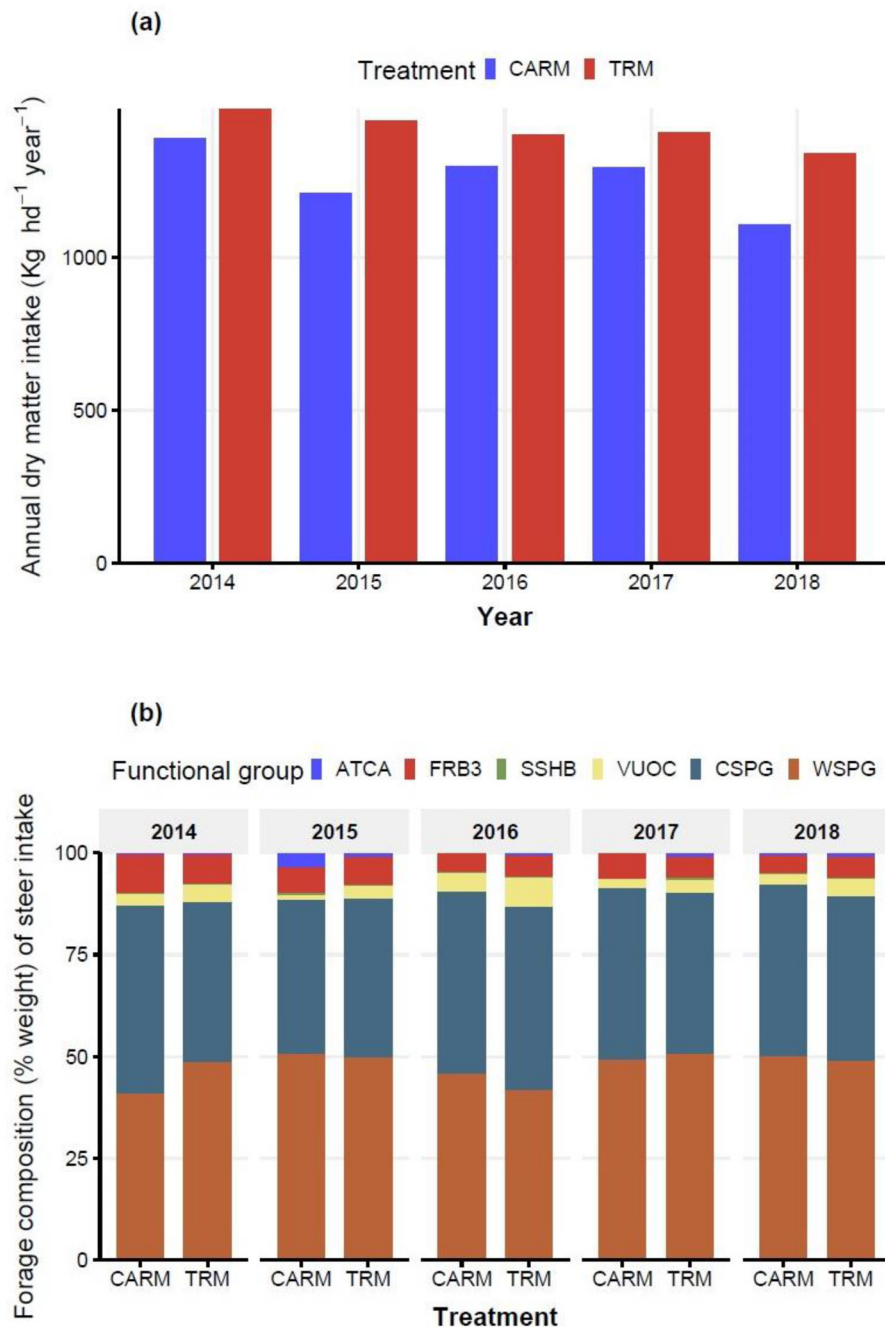 (a)
Treatment CARM TRM
Annual dry matter intake (Kg hd⁻¹ year⁻¹)
1000
500
0
2014 2015 2016 2017 2018
Year
(b)
Functional group ATCA FRB3 SSHB VUOC CSPG WSPG
Forage composition (% weight) of steer intake
2014 2015 2016 2017 2018
100
75
50
25
0
CARM TRM CARM TRM CARM TRM CARM TRM CARM TRM
Treatment